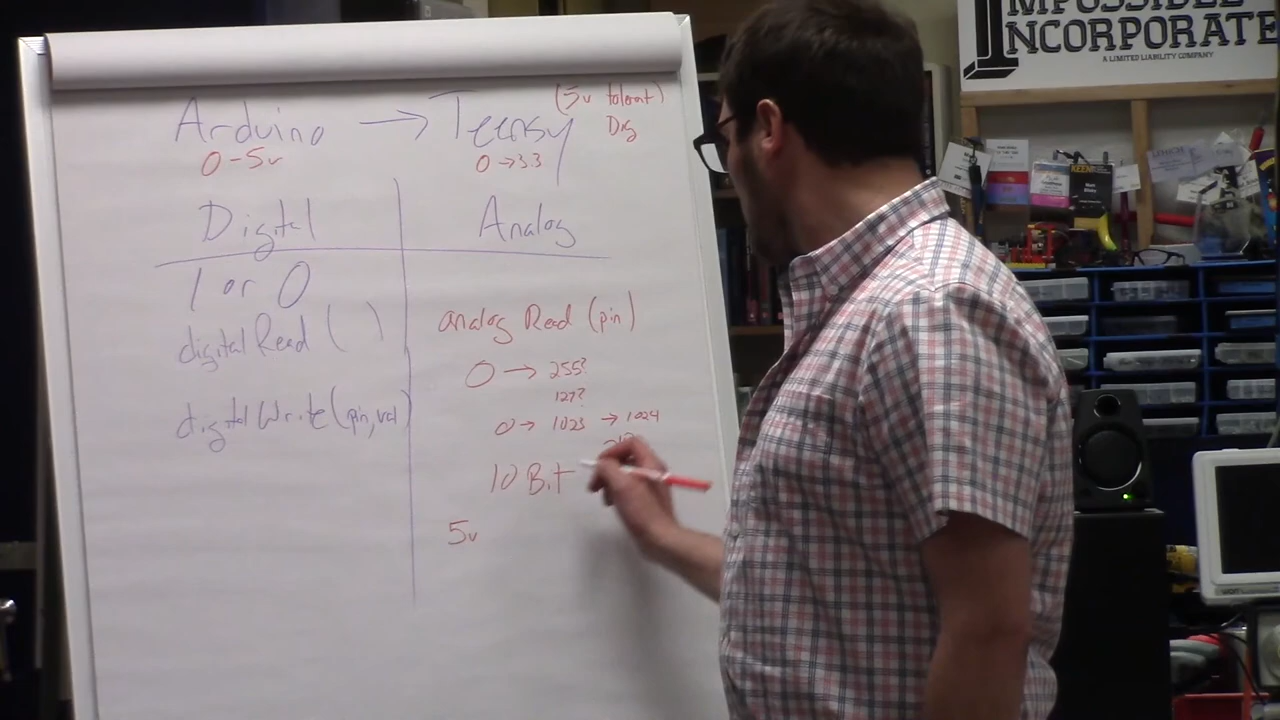 IMPOSSIBLE
INCORPORATE
A LIMITED LIABILITY COMPANY
Arduino → Teensy
(5v tolerant)
Dig
0-5v
0→3.3
Digital
Analog
1 or 0
digitalRead( )
digitalWrite(pin,val)
analogRead(pin)
0 → 255?
127?
0→ 1023 → 1024
10 Bit
5v